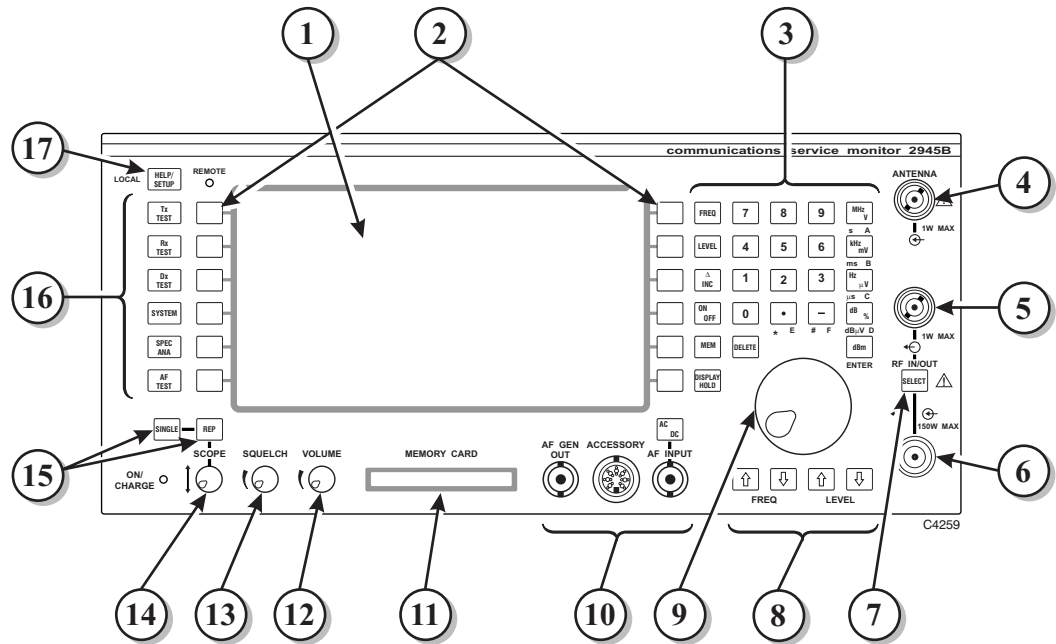 1 2 3
communications service monitor 2945B
17
LOCAL HELP/ SETUP REMOTE
ANTENNA
4
1W MAX
16
Tx TEST
Rx TEST
Dx TEST
SYSTEM
SPEC ANA
AF TEST
FREQ 7 8 9 MHz V
s A
LEVEL 4 5 6 kHz mV
ms B
Δ INC 1 2 3 Hz μV
μs C
ON OFF 0 • – dB %
* E # F dBμV D
MEM DELETE dBm
ENTER
DISPLAY HOLD
5
1W MAX
RF IN/OUT
SELECT
150W MAX
6
15
SINGLE REP
SCOPE SQUELCH VOLUME
ON/ CHARGE
MEMORY CARD
AC DC
AF GEN OUT ACCESSORY AF INPUT
⇧ ⇩ ⇧ ⇩
FREQ LEVEL
C4259
14 13 12 11 10 9 8 7